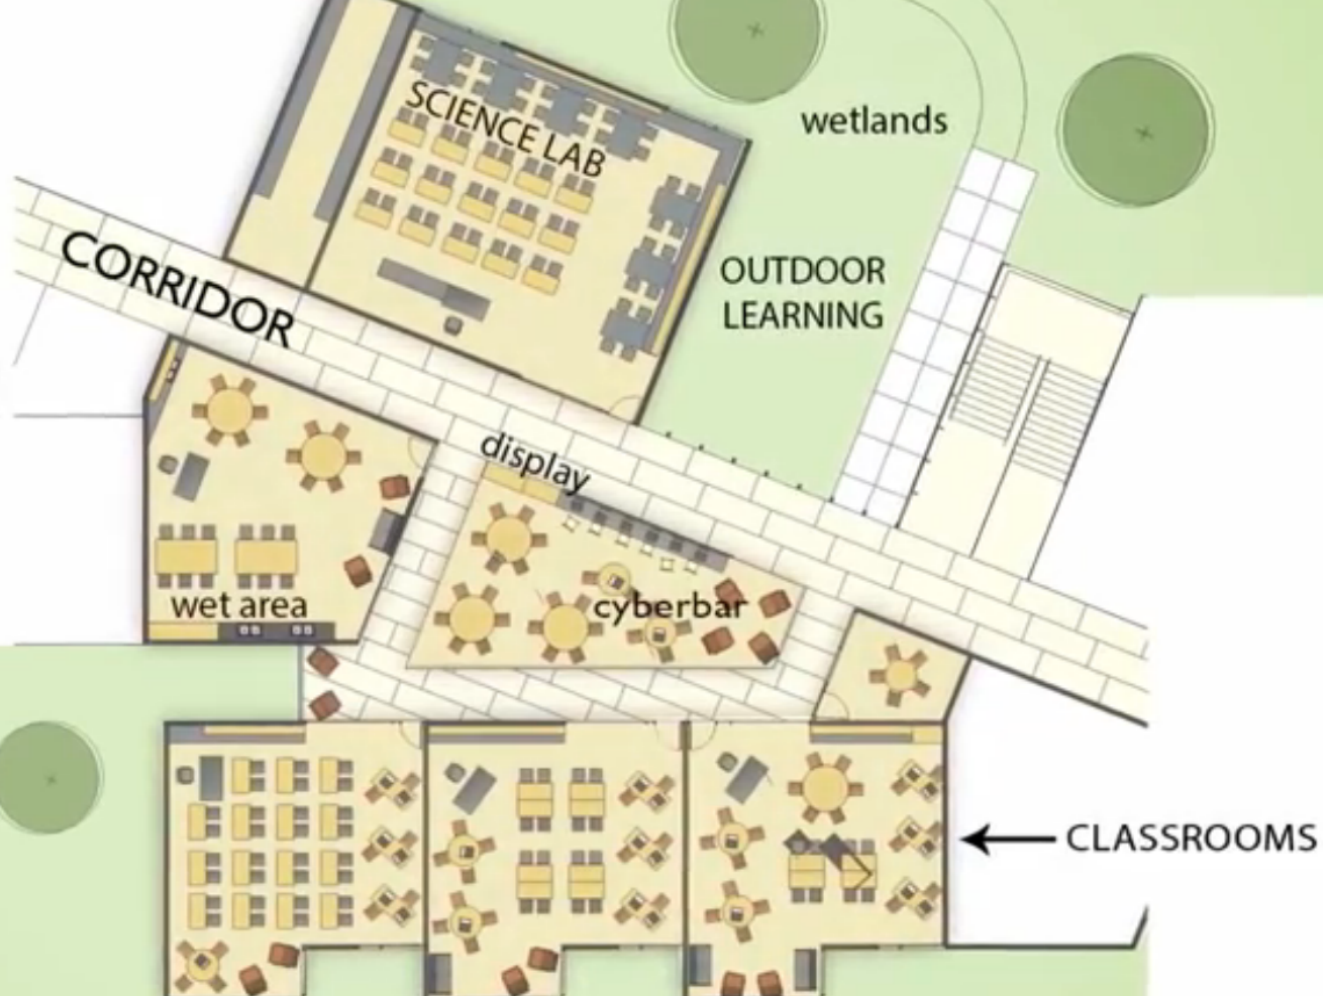 SCIENCE LAB
wetlands
CORRIDOR
OUTDOOR
LEARNING
display
wet area
cyberbar
CLASSROOMS